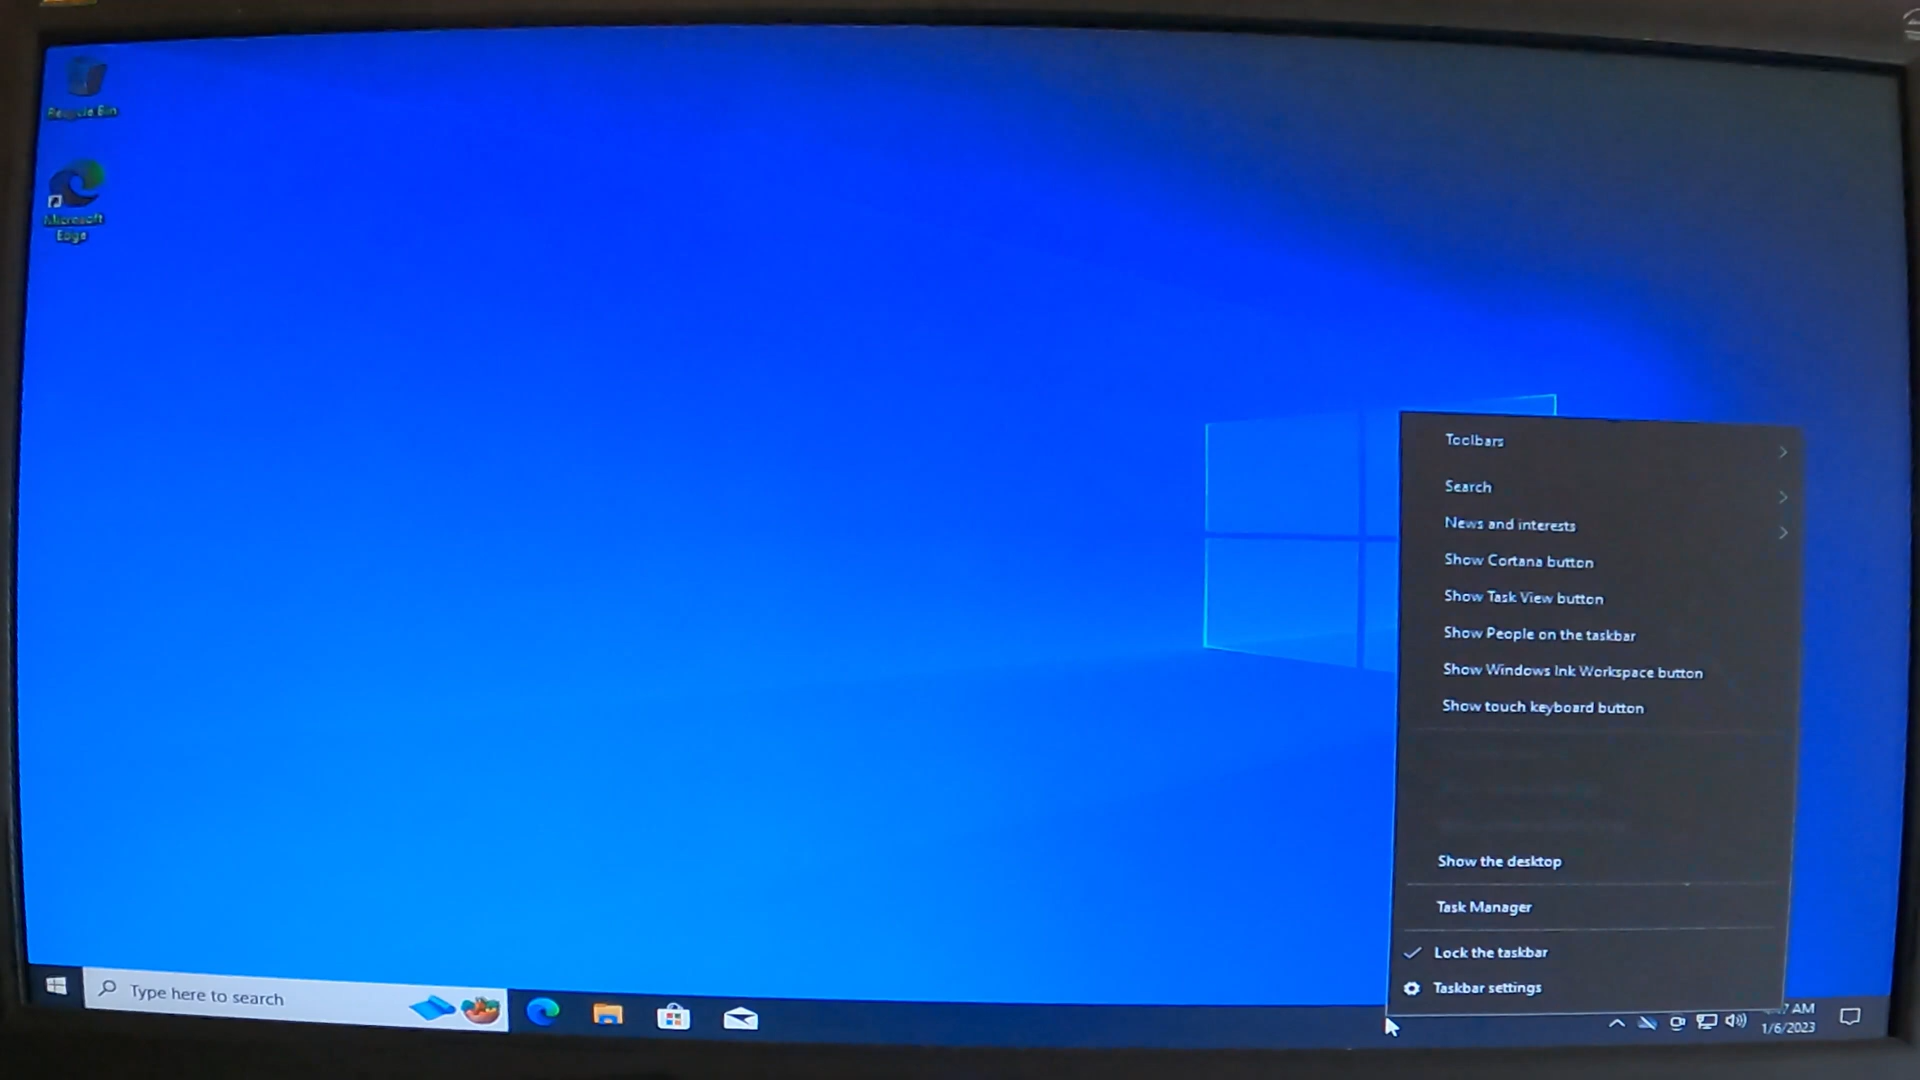 Recycle Bin
Microsoft
Edge
Toolbars
Search
News and interests
Show Cortana button
Show Task View button
Show People on the taskbar
Show Windows Ink Workspace button
Show touch keyboard button
Show the desktop
Task Manager
Lock the taskbar
Taskbar settings
Type here to search
AM
1/6/2023